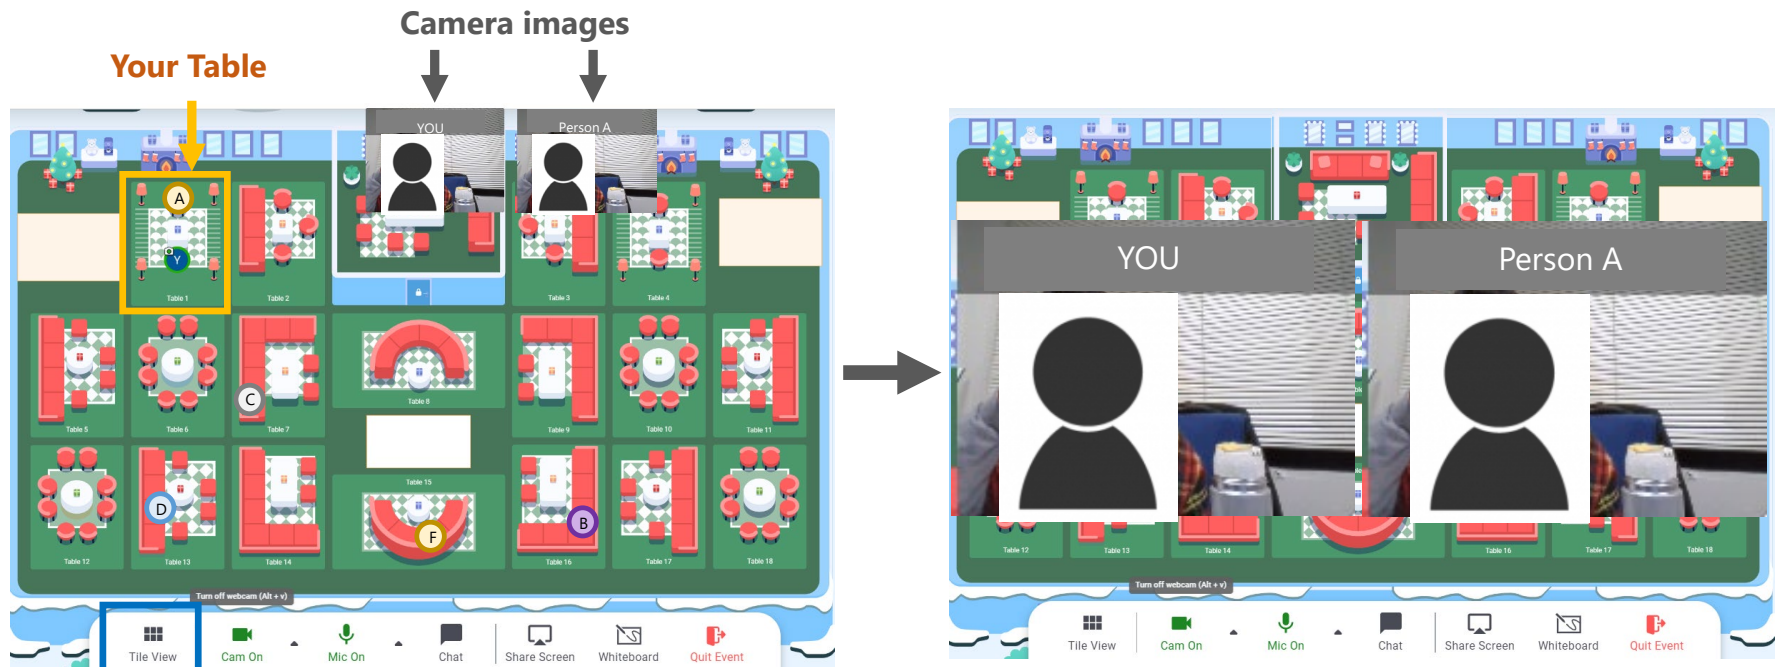 Camera images
Your Table
YOU
Person A
A
Y
Table 1
Table 2
Table 3
Table 4
C
Table 5
Table 6
Table 7
Table 8
Table 9
Table 10
Table 11
Table 15
D
F
B
Table 12
Table 13
Table 14
Table 16
Table 17
Table 18
Turn off webcam (Alt + v)
Tile View
Cam On
Mic On
Chat
Share Screen
Whiteboard
Quit Event
YOU
Person A
Table 12
Table 13
Table 14
Table 16
Table 17
Table 18
Turn off webcam (Alt + v)
Tile View
Cam On
Mic On
Chat
Share Screen
Whiteboard
Quit Event